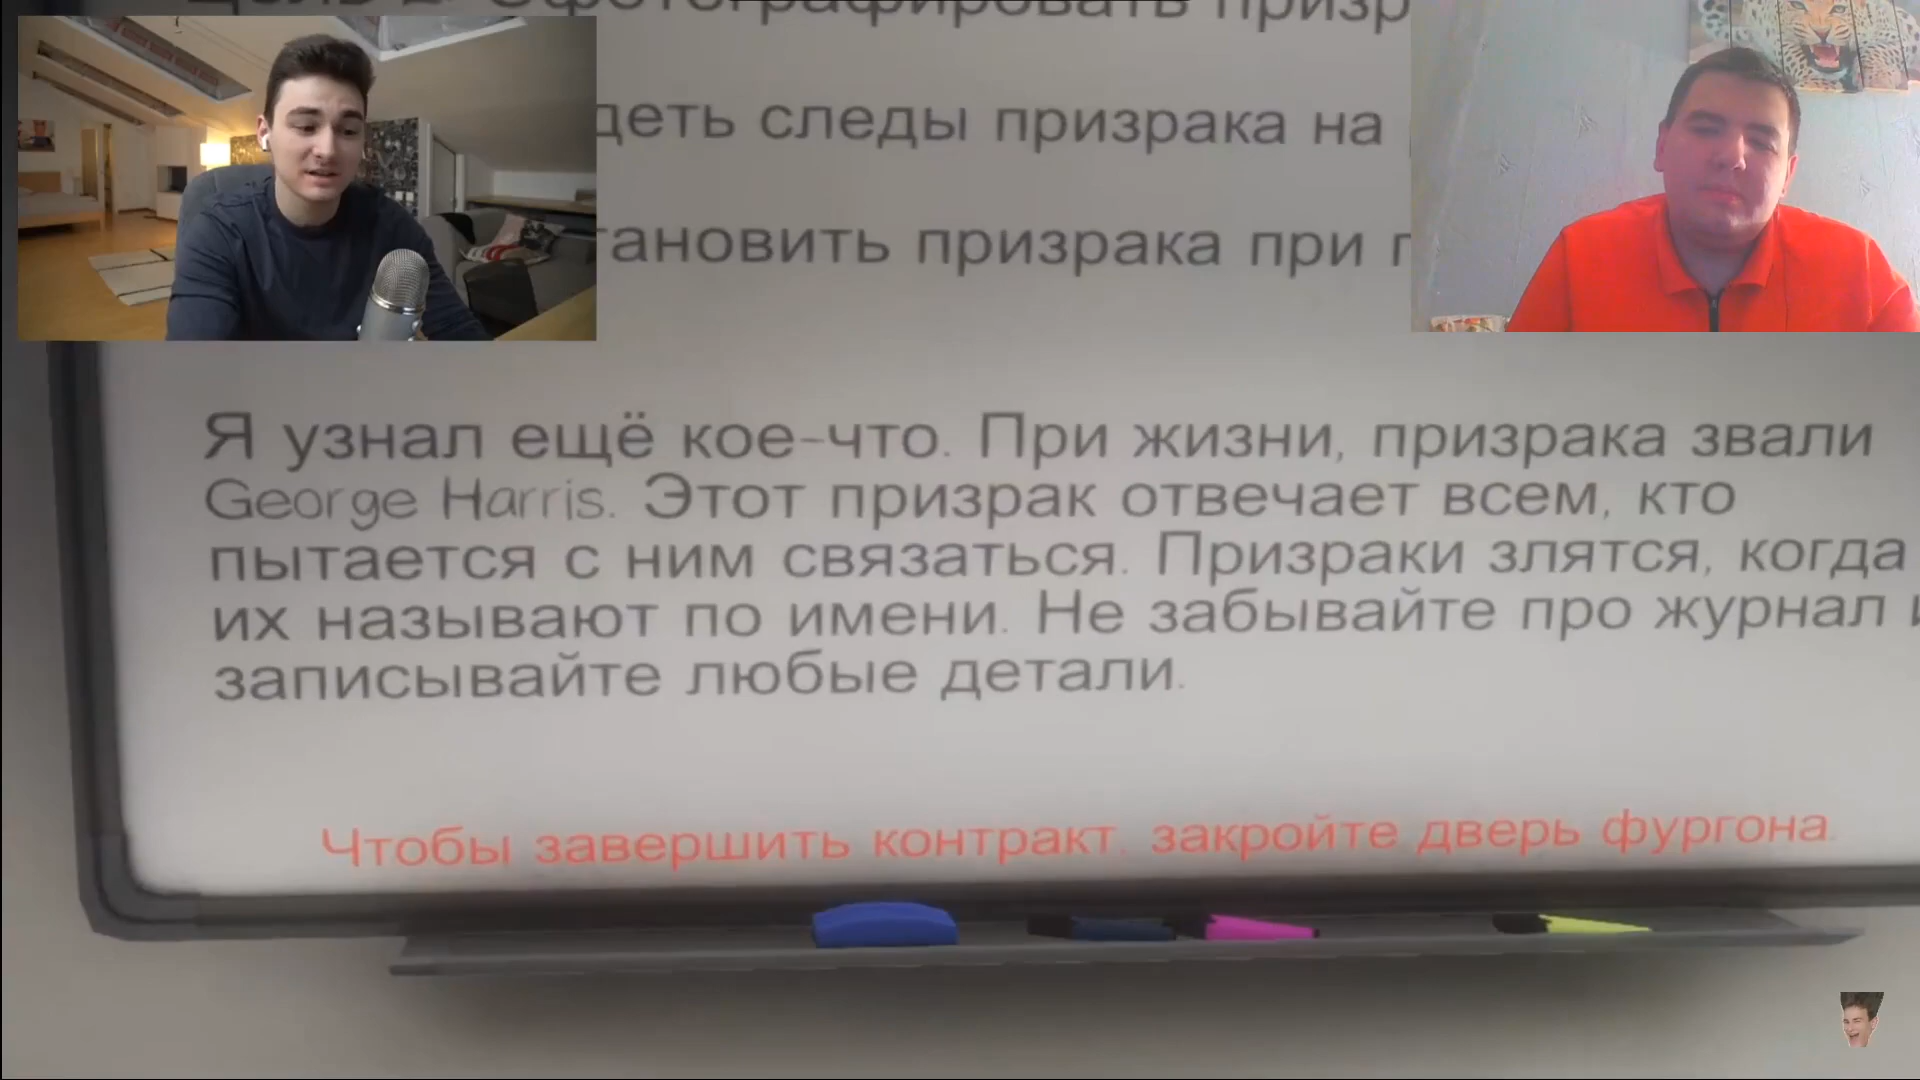 Сфотографировать
следы призрака на
призрака при
Я узнал ещё кое-что. При жизни, призрака звали
George Harris. Этот призрак отвечает всем, кто
пытается с ним связаться. Призраки злятся, когда
их называют по имени. Не забывайте про журнал и
записывайте любые детали.
Чтобы завершить контракт, закройте дверь фургона.